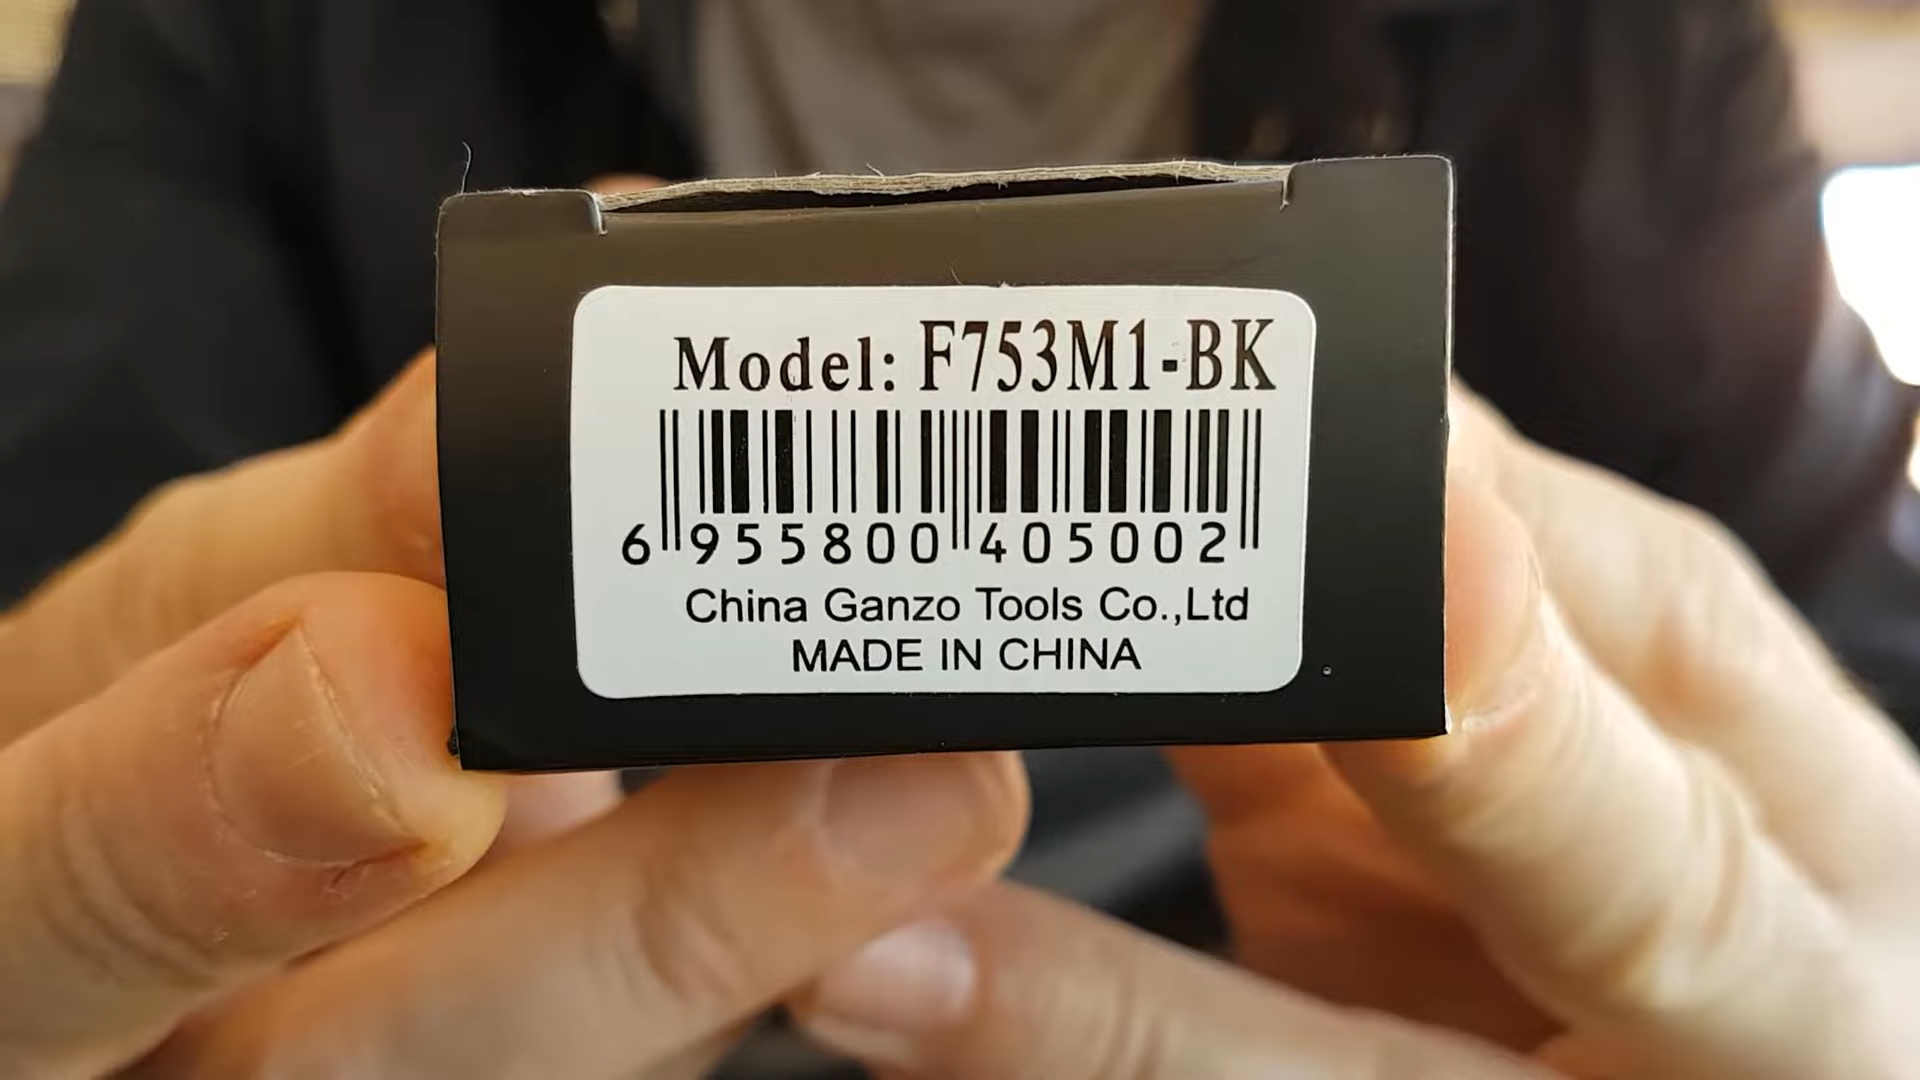 Model: F753M1-BK
6 955800 405002
China Ganzo Tools Co.,Ltd
MADE IN CHINA